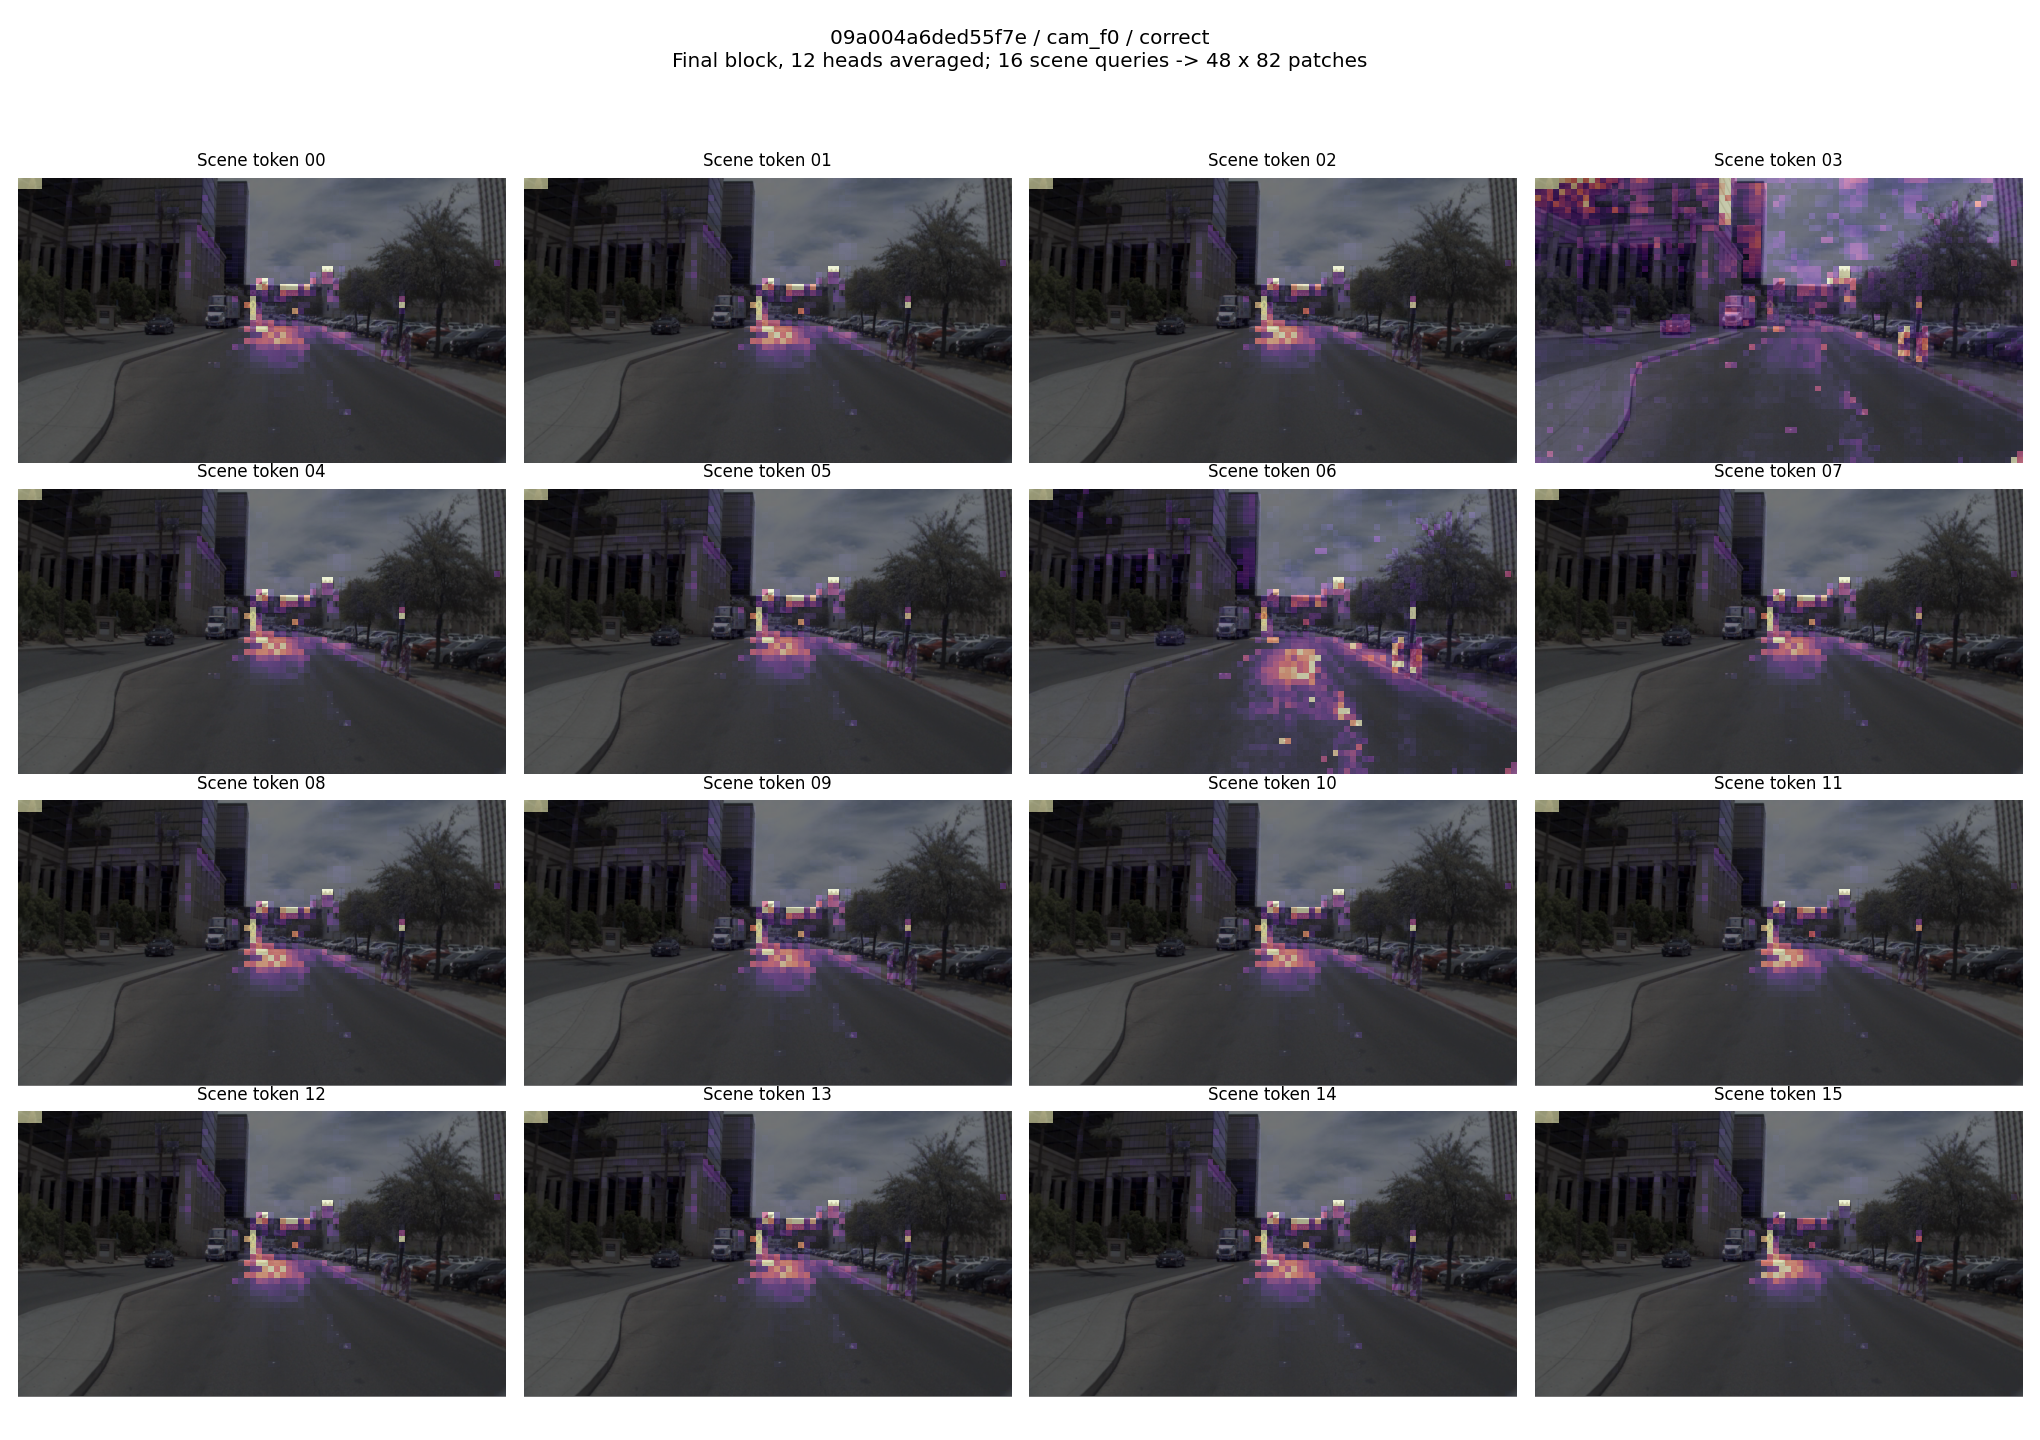 09a004a6ded55f7e / cam_f0 / correct
Final block, 12 heads averaged; 16 scene queries -> 48 x 82 patches
Scene token 00
Scene token 01
Scene token 02
Scene token 03
Scene token 04
Scene token 05
Scene token 06
Scene token 07
Scene token 08
Scene token 09
Scene token 10
Scene token 11
Scene token 12
Scene token 13
Scene token 14
Scene token 15